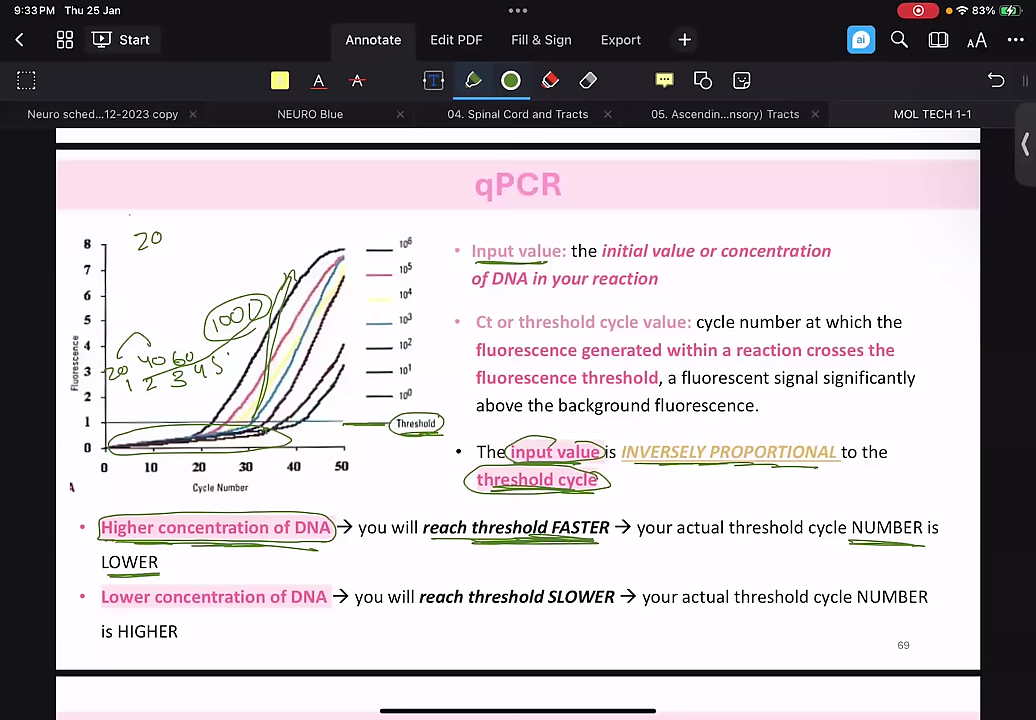 9:33 PM Thu 25 Jan
83%
Start
Annotate
Edit PDF
Fill & Sign
Export
ai
AA
T
A
A
Neuro sched...12-2023 copy
NEURO Blue
04. Spinal Cord and Tracts
05. Ascendin...nsory) Tracts
MOL TECH 1-1
qPCR
20
8
7
6
5
4
3
2
1
0
Fluorescence
1000
20 40 60
1 2 3 4 5
10⁶
10⁵
10⁴
10³
10²
10¹
10⁰
Threshold
0 10 20 30 40 50
Cycle Number
A
• Input value: the initial value or concentration
of DNA in your reaction
• Ct or threshold cycle value: cycle number at which the
fluorescence generated within a reaction crosses the
fluorescence threshold, a fluorescent signal significantly
above the background fluorescence.
• The input value is INVERSELY PROPORTIONAL to the
threshold cycle
• Higher concentration of DNA → you will reach threshold FASTER → your actual threshold cycle NUMBER is
LOWER
• Lower concentration of DNA → you will reach threshold SLOWER → your actual threshold cycle NUMBER
is HIGHER
69